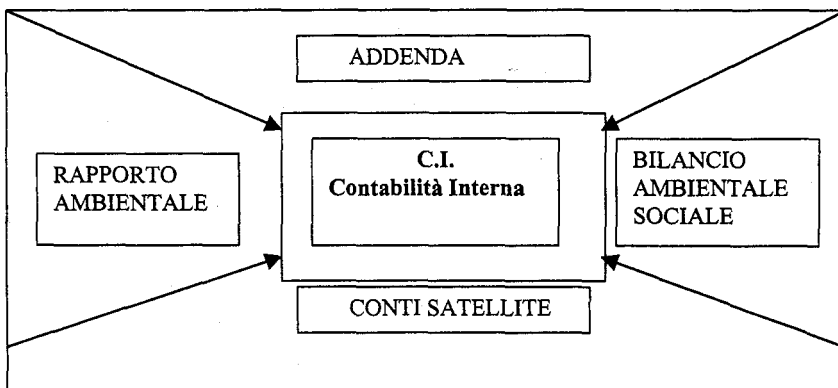 ADDENDA
RAPPORTO
AMBIENTALE
C.I.
Contabilità Interna
BILANCIO
AMBIENTALE
SOCIALE
CONTI SATELLITE